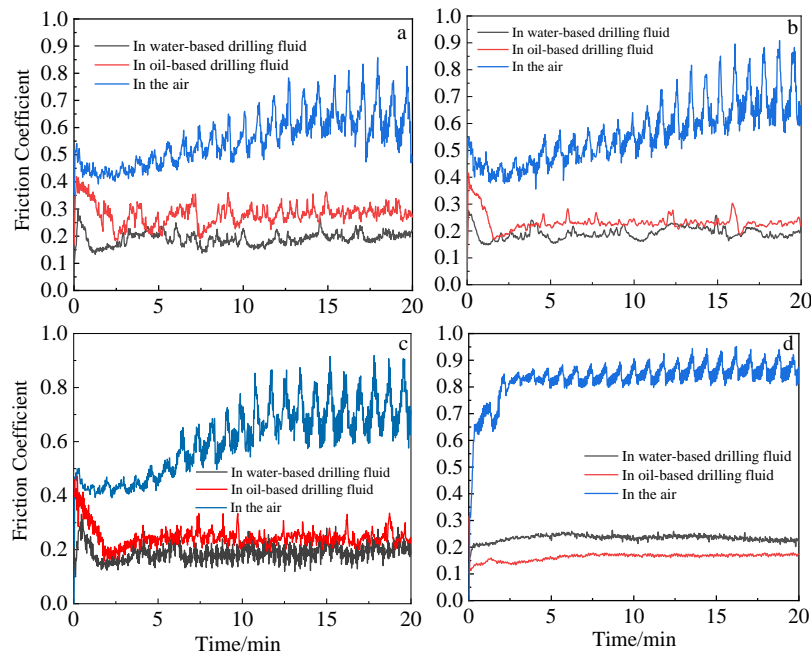 a
In water-based drilling fluid
In oil-based drilling fluid
In the air
Friction Coefficient
1.0
0.9
0.8
0.7
0.6
0.5
0.4
0.3
0.2
0.1
0.0
0 5 10 15 20
b
In water-based drilling fluid
In oil-based drilling fluid
In the air
1.0
0.9
0.8
0.7
0.6
0.5
0.4
0.3
0.2
0.1
0.0
0 5 10 15 20
c
In water-based drilling fluid
In oil-based drilling fluid
In the air
Friction Coefficient
1.0
0.8
0.6
0.4
0.2
0.0
0 5 10 15 20
Time/min
d
In water-based drilling fluid
In oil-based drilling fluid
In the air
1.0
0.9
0.8
0.7
0.6
0.5
0.4
0.3
0.2
0.1
0.0
0 5 10 15 20
Time/min